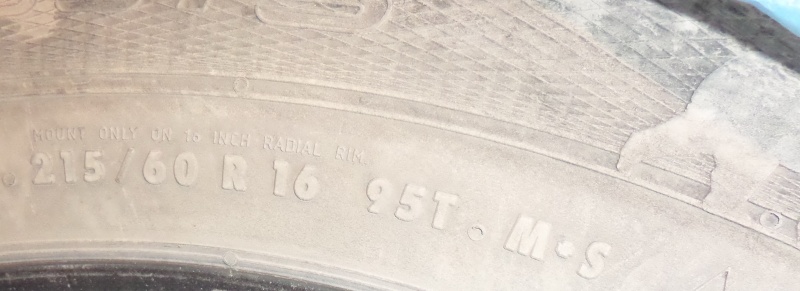 MOUNT ONLY ON 16 INCH RADIAL RIM
215/60 R 16 95T M•S